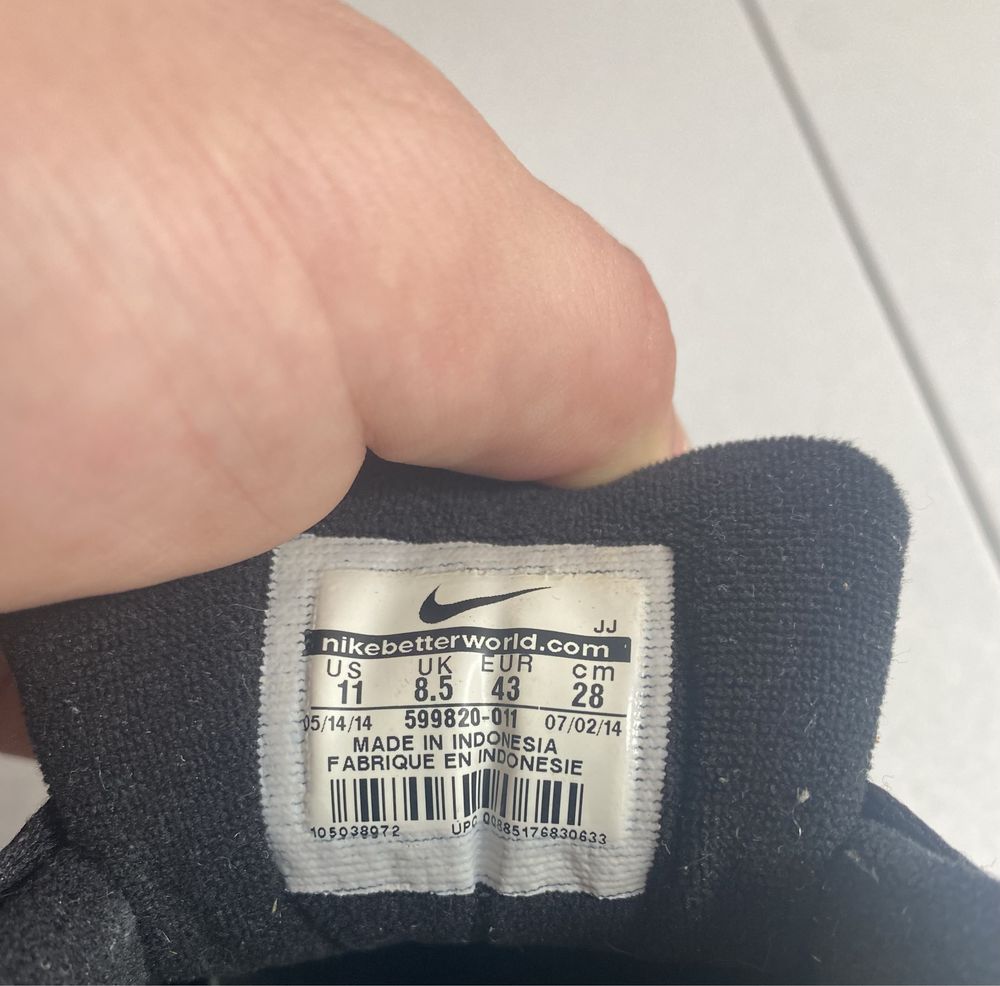 JJ
nikebetterworld.com
US UK EUR cm
11 8.5 43 28
05/14/14 599820-011 07/02/14
MADE IN INDONESIA
FABRIQUE EN INDONESIE
105038972 UPC 00885176830633